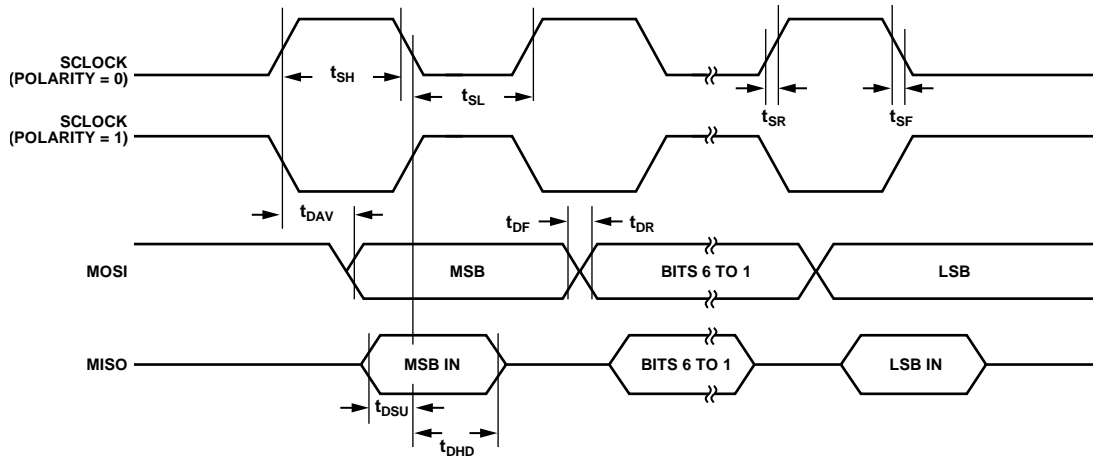 SCLOCK
(POLARITY = 0)
tSH
tSL
tSR
tSF
SCLOCK
(POLARITY = 1)
tDAV
tDF
tDR
MOSI
MSB
BITS 6 TO 1
LSB
MISO
MSB IN
BITS 6 TO 1
LSB IN
tDSU
tDHD